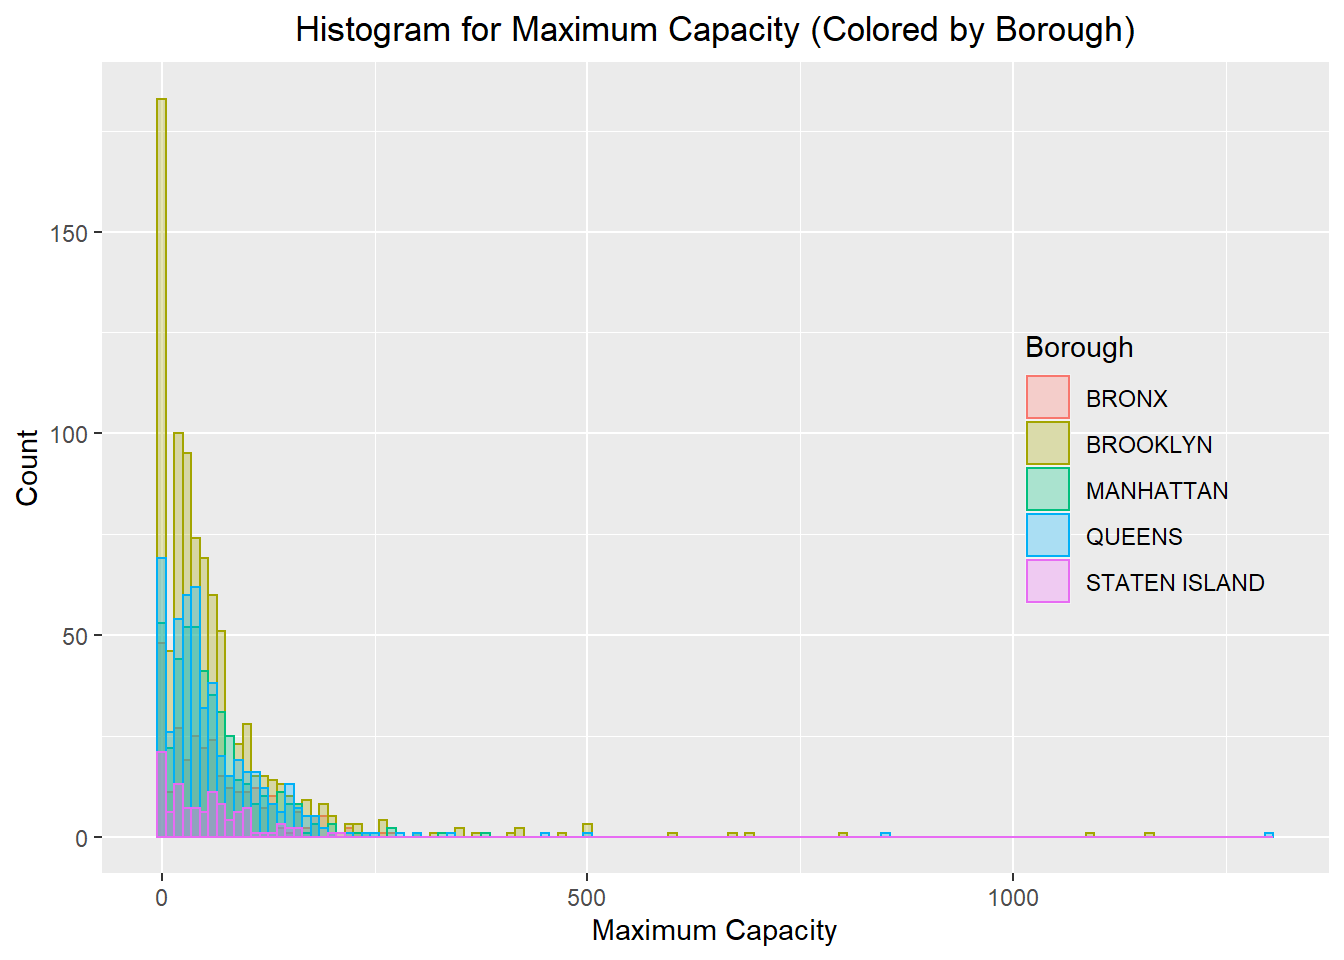 Histogram for Maximum Capacity (Colored by Borough)
150
100
50
0
Count
Borough
BRONX
BROOKLYN
MANHATTAN
QUEENS
STATEN ISLAND
0 500 1000
Maximum Capacity